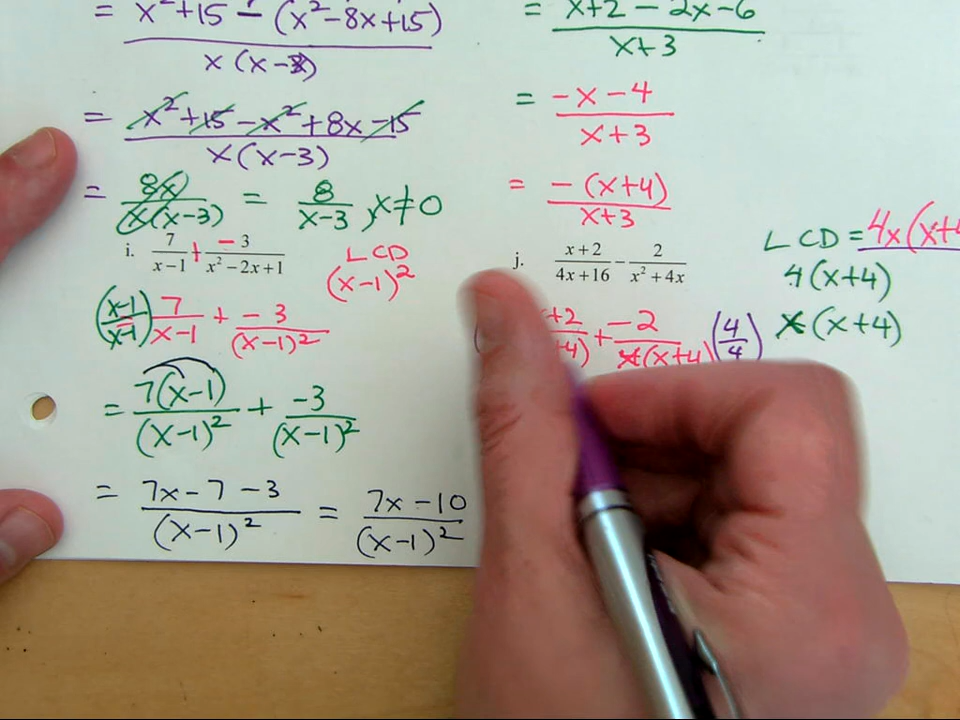 = x²+15 - (x²-8x+15)
x(x-3)
= x²+15-x²+8x-15
x(x-3)
= 8x/x(x-3) = 8/x-3, x≠0
i. 7/x-1 + -3/x²-2x+1
LCD
(x-1)²
(x-1/x-1) 7/x-1 + -3/(x-1)²
= 7(x-1)/(x-1)² + -3/(x-1)²
= 7x-7-3/(x-1)² = 7x-10/(x-1)²
= x+2-2x-6
x+3
= -x-4
x+3
= -(x+4)
x+3
j. x+2/4x+16 - 2/x²+4x
+2/+4) + -2/x(x+4) (4/4)
LCD = 4x(x+4
4(x+4)
x(x+4)